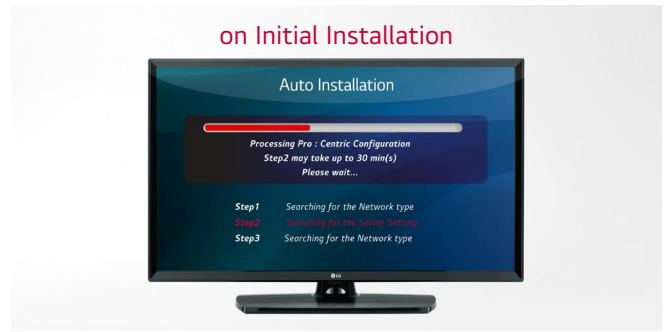 on Initial Installation
Auto Installation
Processing Pro : Centric Configuration
Step2 may take up to 30 min(s)
Please wait...
Step1 Searching for the Network type
Step2 Searching for the Server Setting
Step3 Searching for the Network type
LG